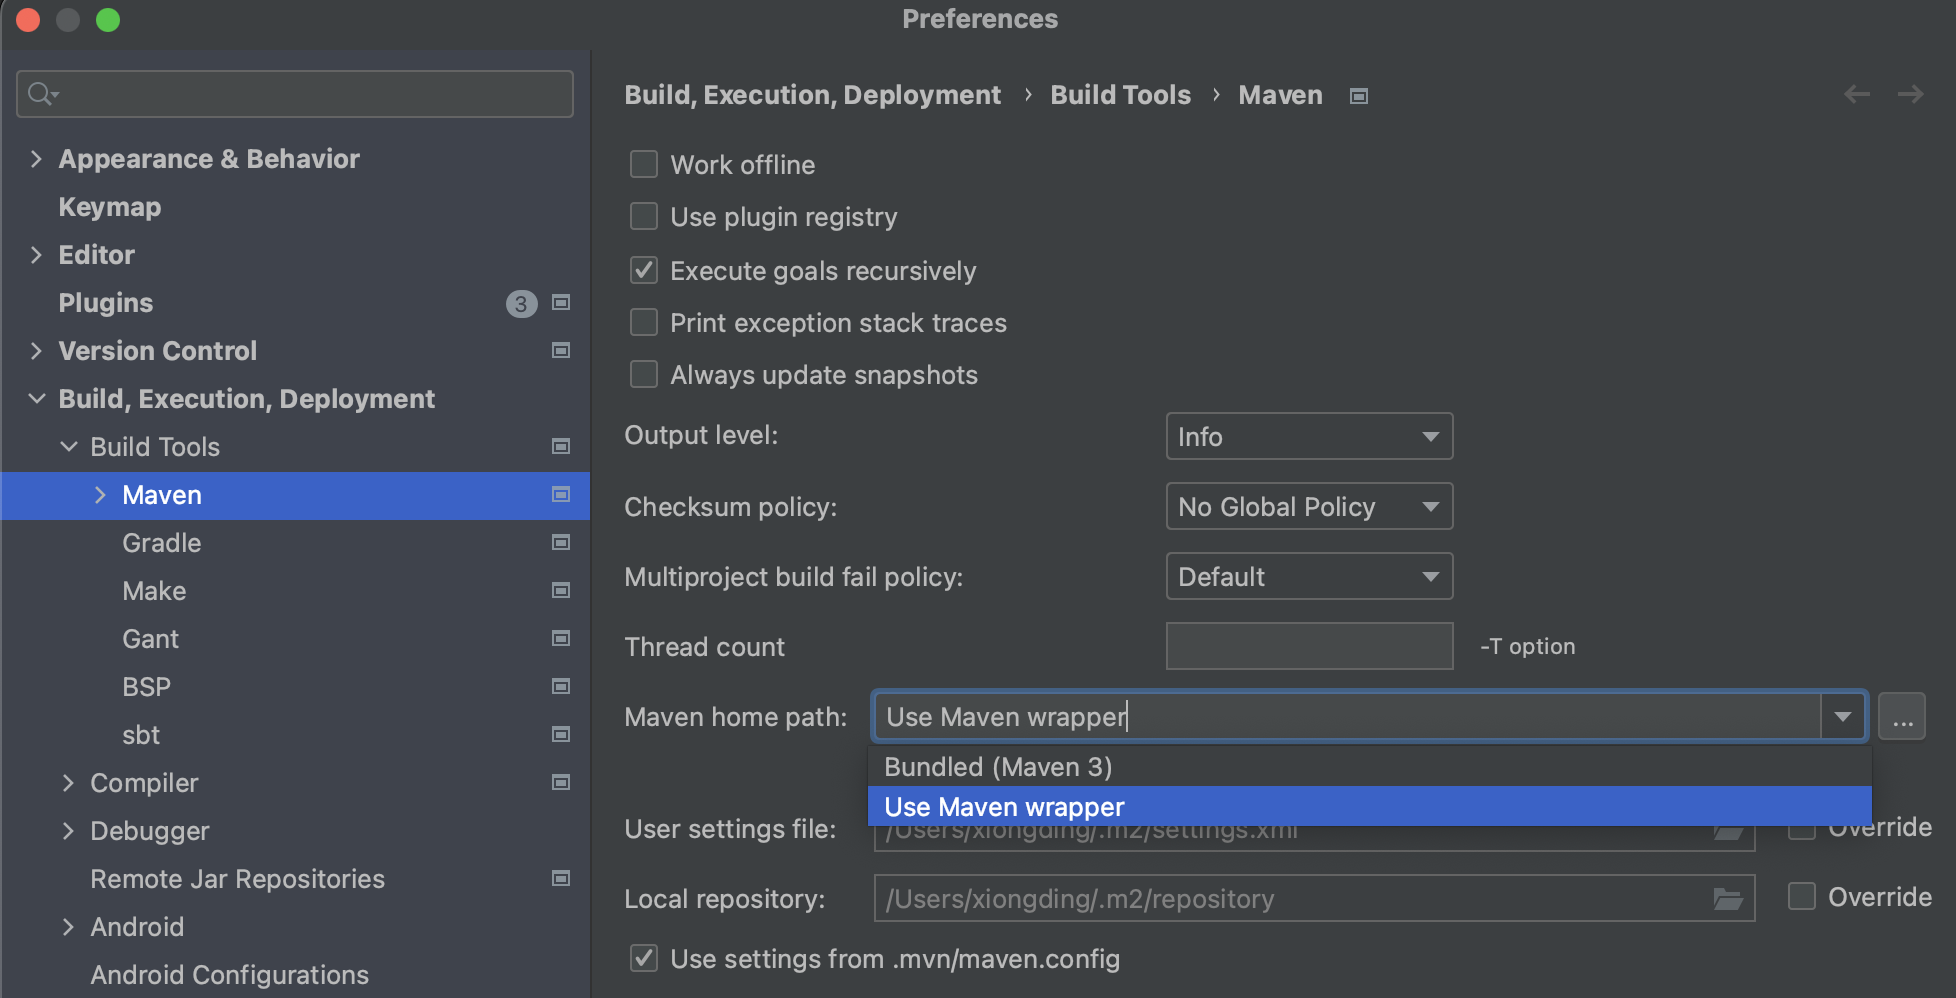 Preferences
Appearance & Behavior
Keymap
Editor
Plugins 3
Version Control
Build, Execution, Deployment
Build Tools
Maven
Gradle
Make
Gant
BSP
sbt
Compiler
Debugger
Remote Jar Repositories
Android
Android Configurations
Build, Execution, Deployment › Build Tools › Maven
Work offline
Use plugin registry
Execute goals recursively
Print exception stack traces
Always update snapshots
Output level: Info
Checksum policy: No Global Policy
Multiproject build fail policy: Default
Thread count -T option
Maven home path: Use Maven wrapper ...
Bundled (Maven 3)
Use Maven wrapper
User settings file: /Users/xiongding/.m2/settings.xml Override
Local repository: /Users/xiongding/.m2/repository Override
Use settings from .mvn/maven.config